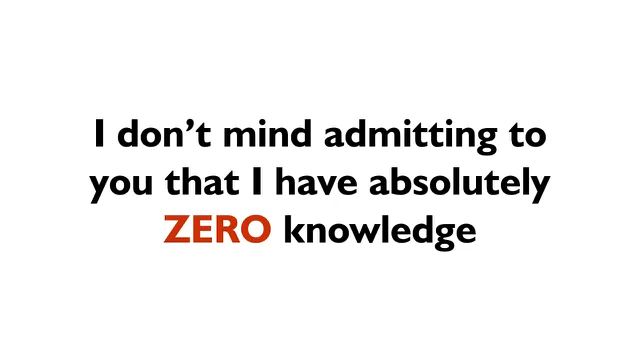 I don’t mind admitting to
you that I have absolutely
ZERO knowledge